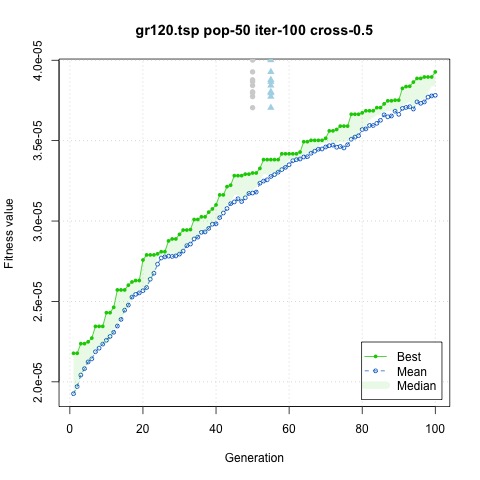 gr120.tsp pop-50 iter-100 cross-0.5
Fitness value
4.0e-05
3.5e-05
3.0e-05
2.5e-05
2.0e-05
Best
Mean
Median
0 20 40 60 80 100
Generation